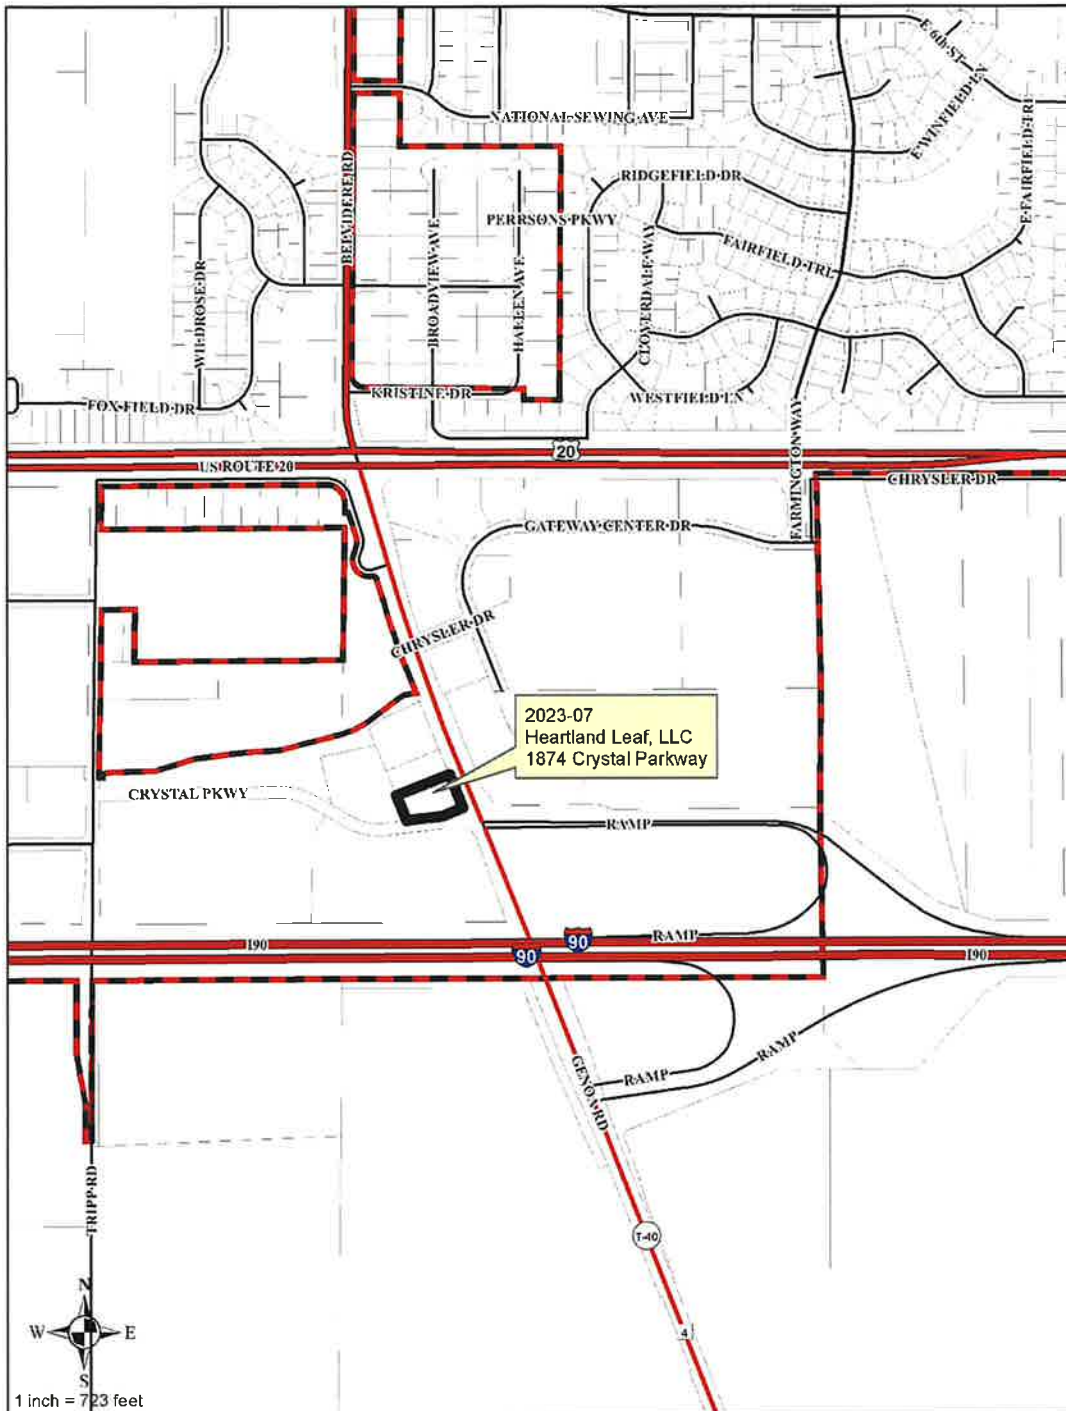 E 6th ST
NATIONAL SEWING AVE
E WINFIELD LN
E FAIRFIELD TRL
BELVIDERE RD
RIDGEFIELD DR
PERRSONS PKWY
FAIRFIELD TRL
WILDROSE DR
BROADVIEW AVE
HALLEN AVE
CLOVERDALE WAY
KRISTINE DR
WESTFIELD LN
FOX FIELD DR
FARMINGTON WAY
20
US ROUTE 20
CHRYSLER DR
GATEWAY CENTER DR
CHRYSLER DR
2023-07
Heartland Leaf, LLC
1874 Crystal Parkway
CRYSTAL PKWY
RAMP
RAMP
I90
90
90
I90
RAMP
RAMP
GENOA RD
TRIPP RD
T-40
4
N
W
E
S
1 inch = 723 feet